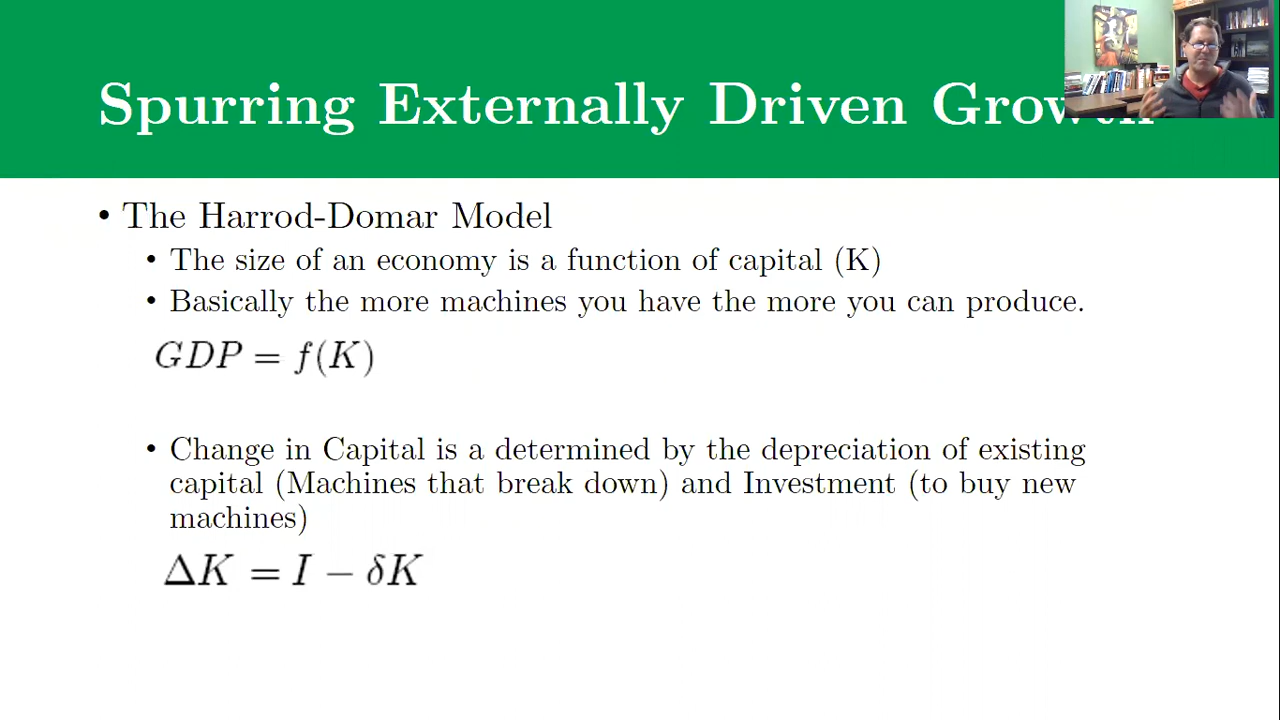 Spurring Externally Driven Growth
• The Harrod-Domar Model
• The size of an economy is a function of capital (K)
• Basically the more machines you have the more you can produce.
GDP = f(K)
• Change in Capital is a determined by the depreciation of existing
capital (Machines that break down) and Investment (to buy new
machines)
ΔK = I − δK